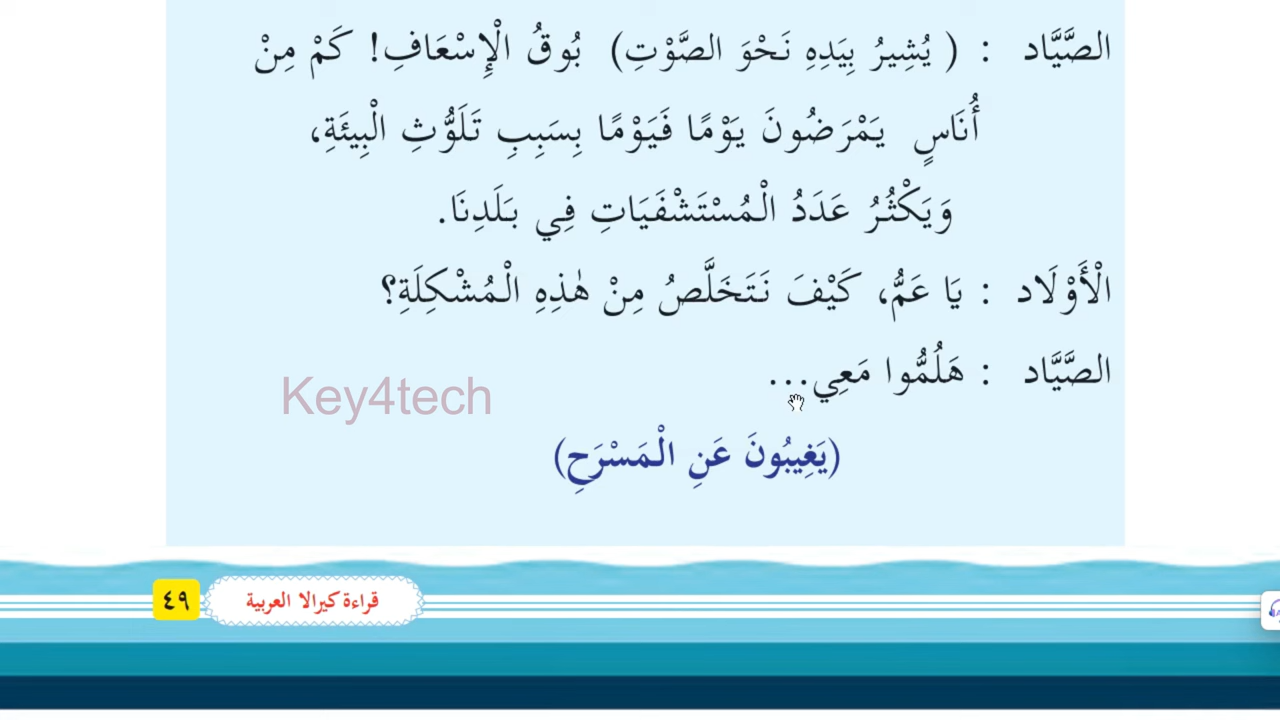 الصَّيَّاد : ( يُشِيرُ بِيَدِهِ نَحْوَ الصَّوْتِ) بُوقُ الْإِسْعَافِ! كَمْ مِنْ
أُنَاسٍ يَمْرَضُونَ يَوْمًا فَيَوْمًا بِسَبِبِ تَلَوُّثِ الْبِيئَةِ،
وَيَكْثُرُ عَدَدُ الْمُسْتَشْفَيَاتِ فِي بَلَدِنَا.
الْأَوْلَاد : يَا عَمُّ، كَيْفَ نَتَخَلَّصُ مِنْ هٰذِهِ الْمُشْكِلَةِ؟
الصَّيَّاد : هَلُمُّوا مَعِي...
Key4tech
(يَغِيبُونَ عَنِ الْمَسْرَحِ)
قراءة كيرالا العربية
٤٩